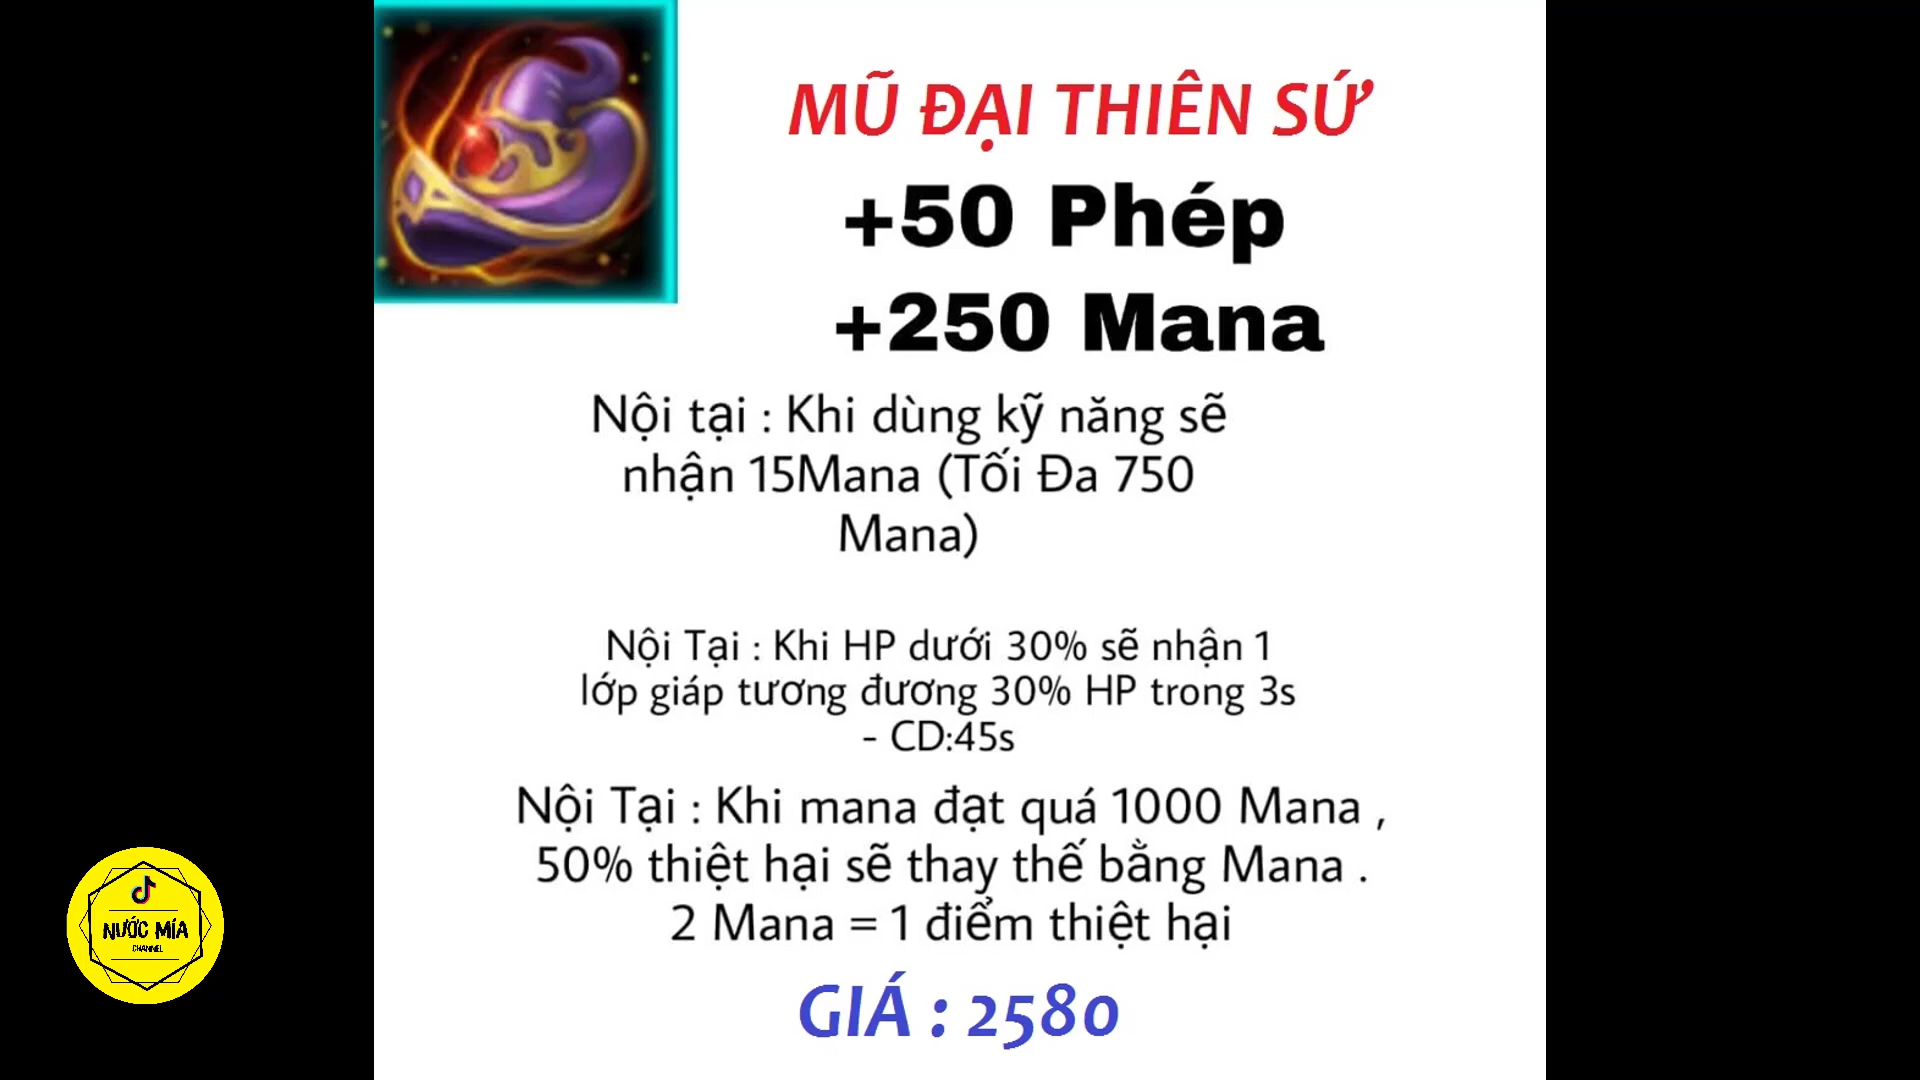 MŨ ĐẠI THIÊN SỨ
+50 Phép
+250 Mana
Nội tại : Khi dùng kỹ năng sẽ
nhận 15Mana (Tối Đa 750
Mana)
Nội Tại : Khi HP dưới 30% sẽ nhận 1
lớp giáp tương đương 30% HP trong 3s
- CD:45s
Nội Tại : Khi mana đạt quá 1000 Mana ,
50% thiệt hại sẽ thay thế bằng Mana .
2 Mana = 1 điểm thiệt hại
GIÁ : 2580
NƯỚC MÍA
CHANNEL